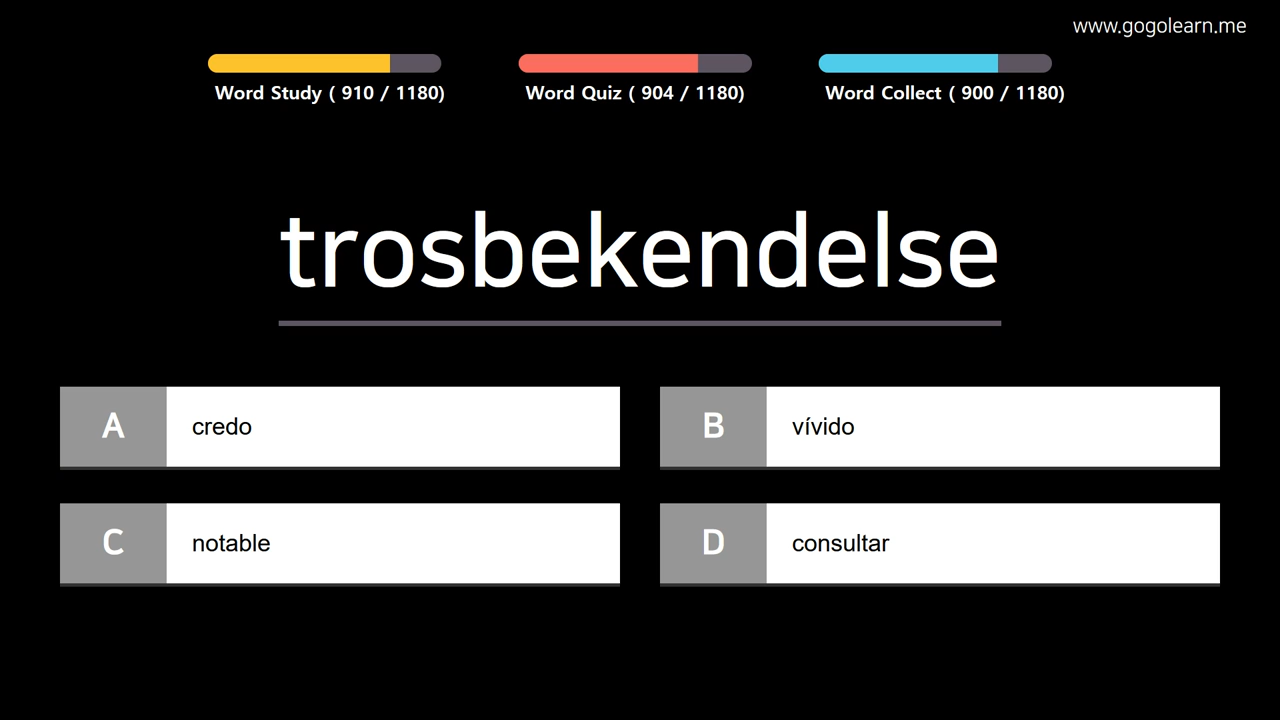 www.gogolearn.me
Word Study ( 910 / 1180)
Word Quiz ( 904 / 1180)
Word Collect ( 900 / 1180)
trosbekendelse
A credo
B vívido
C notable
D consultar